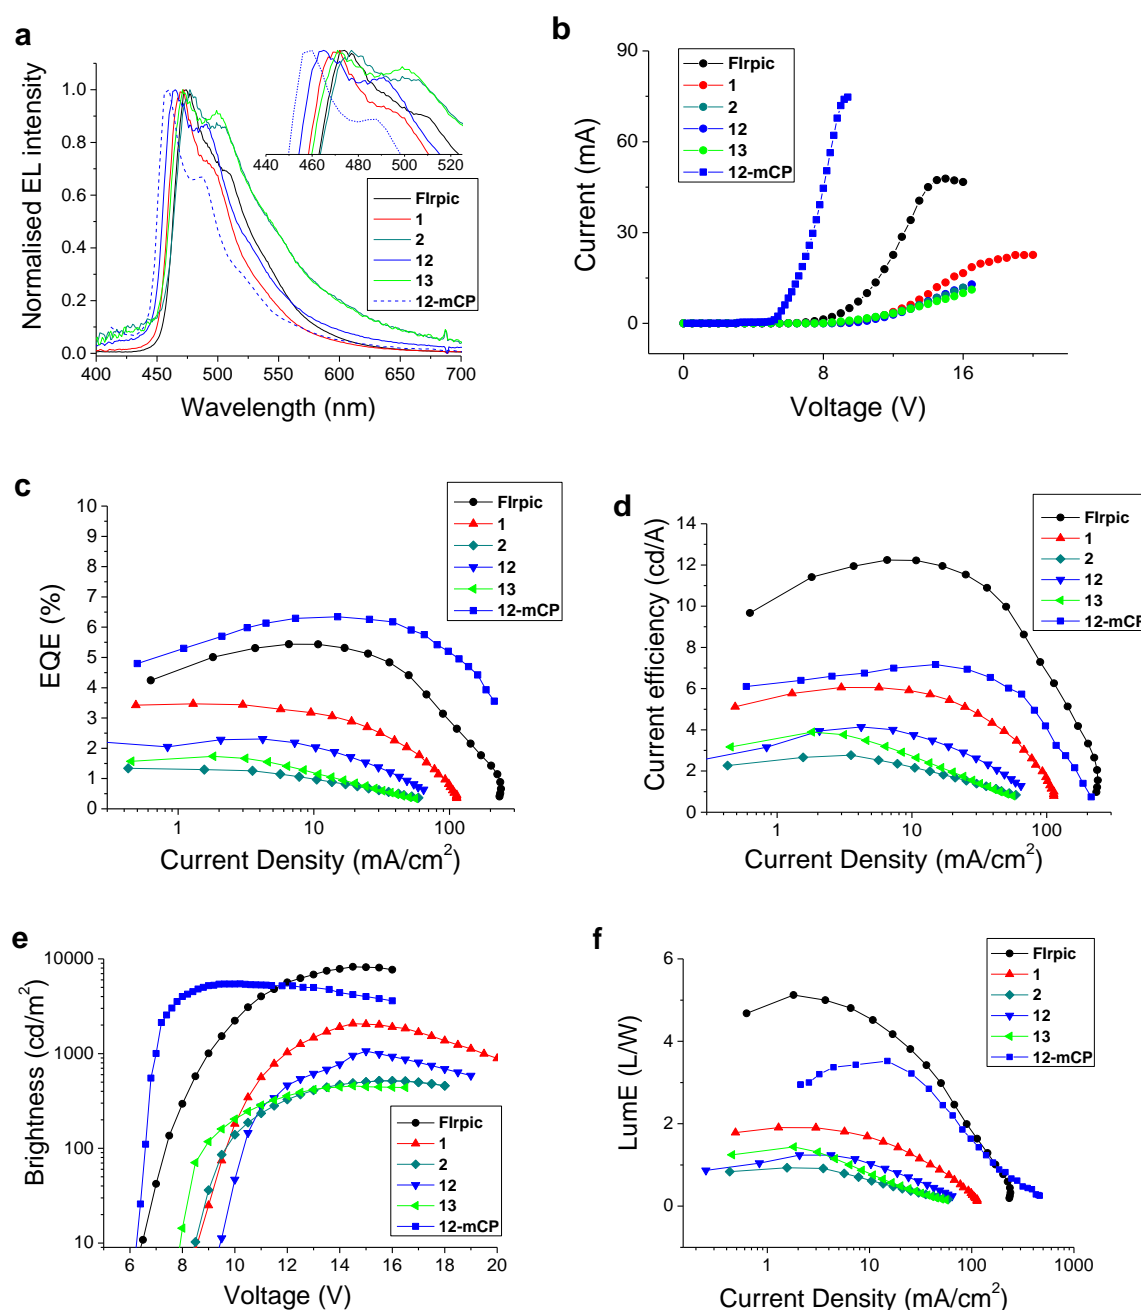 a
Normalised EL intensity
1.0
0.8
0.6
0.4
0.2
0.0
400 450 500 550 600 650 700
Wavelength (nm)
440 460 480 500 520
FIrpic
1
2
12
13
12-mCP
b
Current (mA)
90
75
60
45
30
15
0
0 8 16
Voltage (V)
FIrpic
1
2
12
13
12-mCP
c
EQE (%)
10
9
8
7
6
5
4
3
2
1
0
1 10 100
Current Density (mA/cm²)
FIrpic
1
2
12
13
12-mCP
d
Current efficiency (cd/A)
14
12
10
8
6
4
2
0
1 10 100
Current Density (mA/cm²)
FIrpic
1
2
12
13
12-mCP
e
Brightness (cd/m²)
10000
1000
100
10
6 8 10 12 14 16 18 20
Voltage (V)
FIrpic
1
2
12
13
12-mCP
f
LumE (L/W)
6
4
2
0
1 10 100 1000
Current Density (mA/cm²)
FIrpic
1
2
12
13
12-mCP